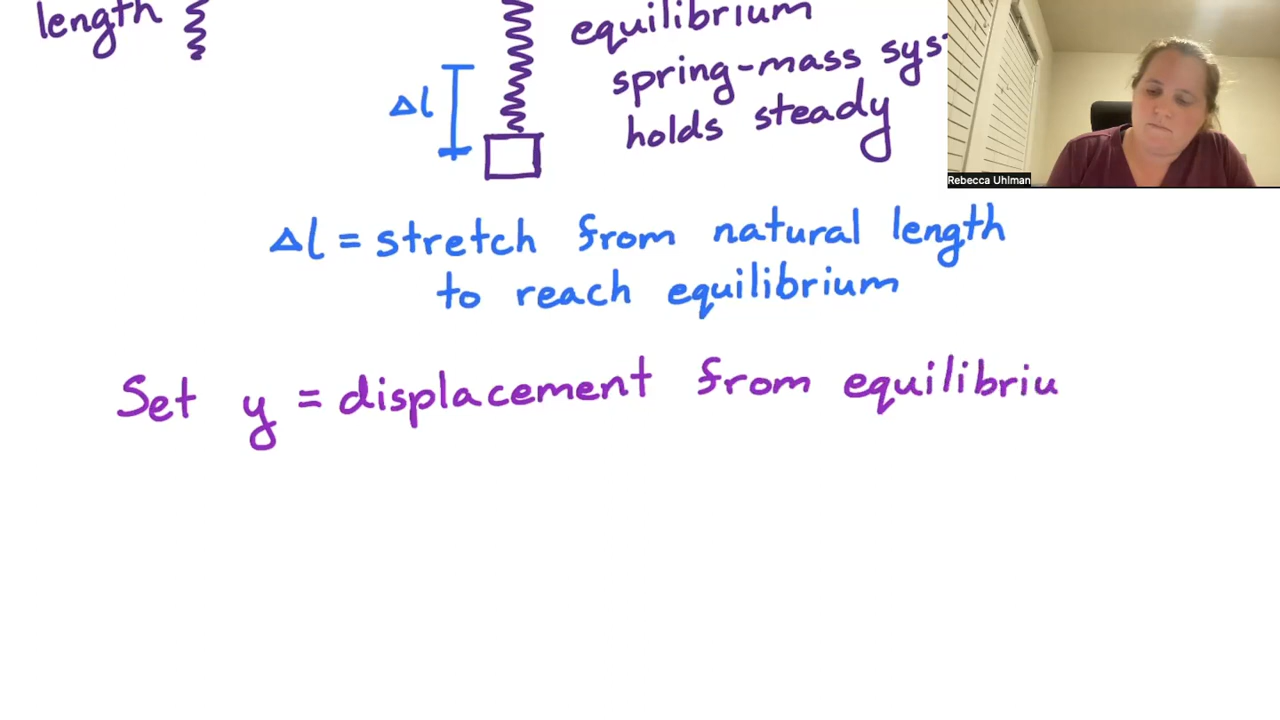 length
equilibrium
spring-mass sys
holds steady
Δl
Rebecca Uhlman
Δl = stretch from natural length
to reach equilibrium
Set y = displacement from equilibriu